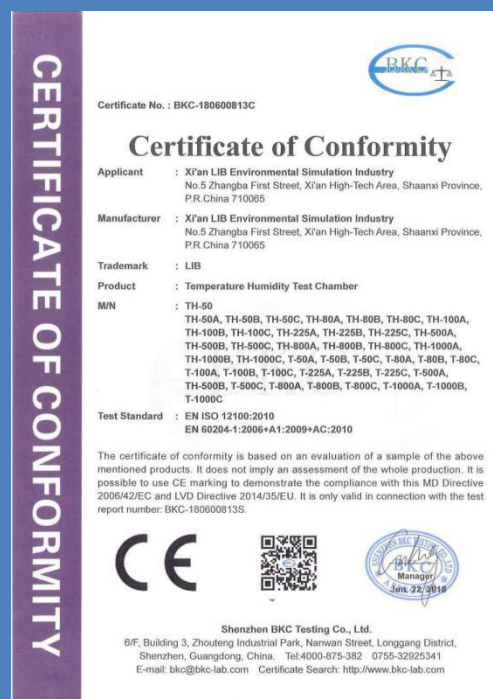 CERTIFICATE OF CONFORMITY
BKC
Certificate No. : BKC-180600813C
Certificate of Conformity
Applicant : Xi'an LIB Environmental Simulation Industry
No.5 Zhangba First Street, Xi'an High-Tech Area, Shaanxi Province,
P.R.China 710065
Manufacturer : Xi'an LIB Environmental Simulation Industry
No.5 Zhangba First Street, Xi'an High-Tech Area, Shaanxi Province,
P.R.China 710065
Trademark : LIB
Product : Temperature Humidity Test Chamber
M/N : TH-50
TH-50A, TH-50B, TH-50C, TH-80A, TH-80B, TH-80C, TH-100A,
TH-100B, TH-100C, TH-225A, TH-225B, TH-225C, TH-500A,
TH-500B, TH-500C, TH-800A, TH-800B, TH-800C, TH-1000A,
TH-1000B, TH-1000C, T-50A, T-50B, T-50C, T-80A, T-80B, T-80C,
T-100A, T-100B, T-100C, T-225A, T-225B, T-225C, T-500A,
TH-500B, T-500C, T-800A, T-800B, T-800C, T-1000A, T-1000B,
T-1000C
Test Standard : EN ISO 12100:2010
EN 60204-1:2006+A1:2009+AC:2010
The certificate of conformity is based on an evaluation of a sample of the above
mentioned products. It does not imply an assessment of the whole production. It is
possible to use CE marking to demonstrate the compliance with this MD Directive
2006/42/EC and LVD Directive 2014/35/EU. It is only valid in connection with the test
report number: BKC-180600813S.
CE
SHENZHEN BKC TESTING CO., LTD
BKC
Manager
Jun. 22, 2018
Shenzhen BKC Testing Co., Ltd.
6/F, Building 3, Zhouteng Industrial Park, Nanwan Street, Longgang District,
Shenzhen, Guangdong, China. Tel:4000-875-382 0755-32925341
E-mail: bkc@bkc-lab.com Certificate Search: http://www.bkc-lab.com